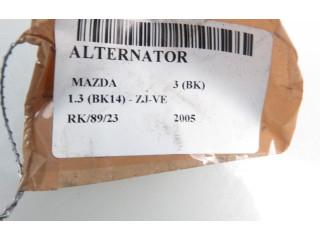 ALTERNATOR
MAZDA 3 (BK)
1.3 (BK14) - ZJ-VE
RK/89/23 2005